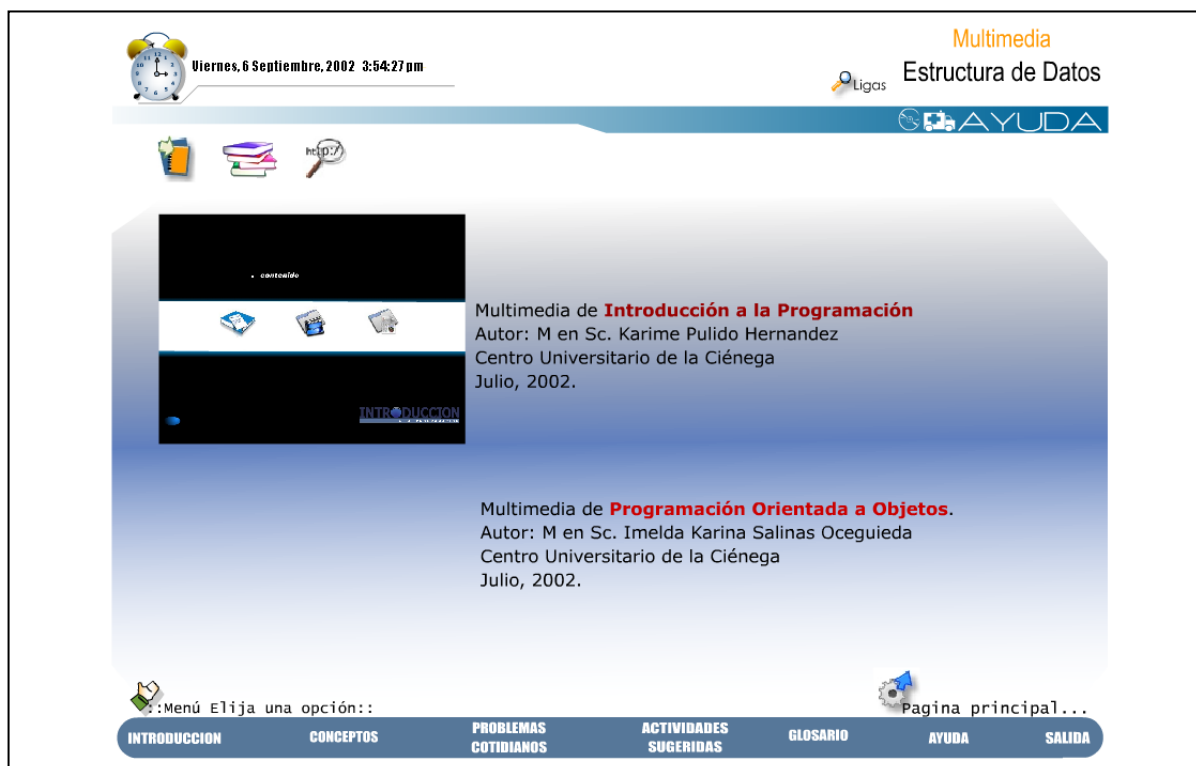 Multimedia
Viernes, 6 Septiembre, 2002 3:54:27 pm
Ligas
Estructura de Datos
AYUDA
http:/
. contenido
Multimedia de Introducción a la Programación
Autor: M en Sc. Karime Pulido Hernandez
Centro Universitario de la Ciénega
Julio, 2002.
INTRODUCCION
Multimedia de Programación Orientada a Objetos.
Autor: M en Sc. Imelda Karina Salinas Oceguieda
Centro Universitario de la Ciénega
Julio, 2002.
::Menú Elija una opción::
Pagina principal...
INTRODUCCION
CONCEPTOS
PROBLEMAS
COTIDIANOS
ACTIVIDADES
SUGERIDAS
GLOSARIO
AYUDA
SALIDA